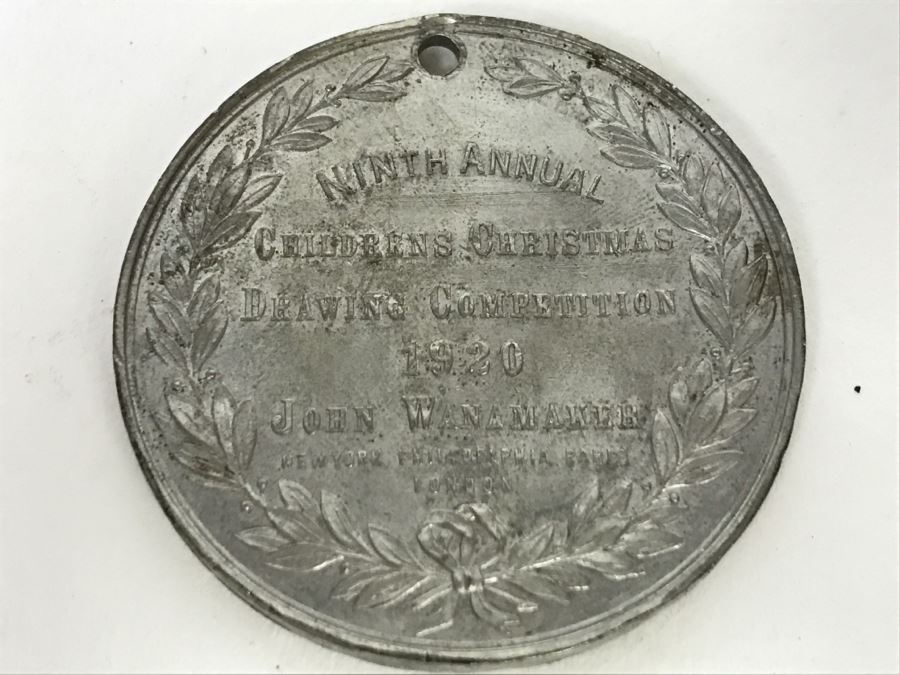 NINTH ANNUAL
CHILDRENS CHRISTMAS
DRAWING COMPETITION
1920
JOHN WANAMAKER
NEW YORK PHILADELPHIA PARIS
LONDON